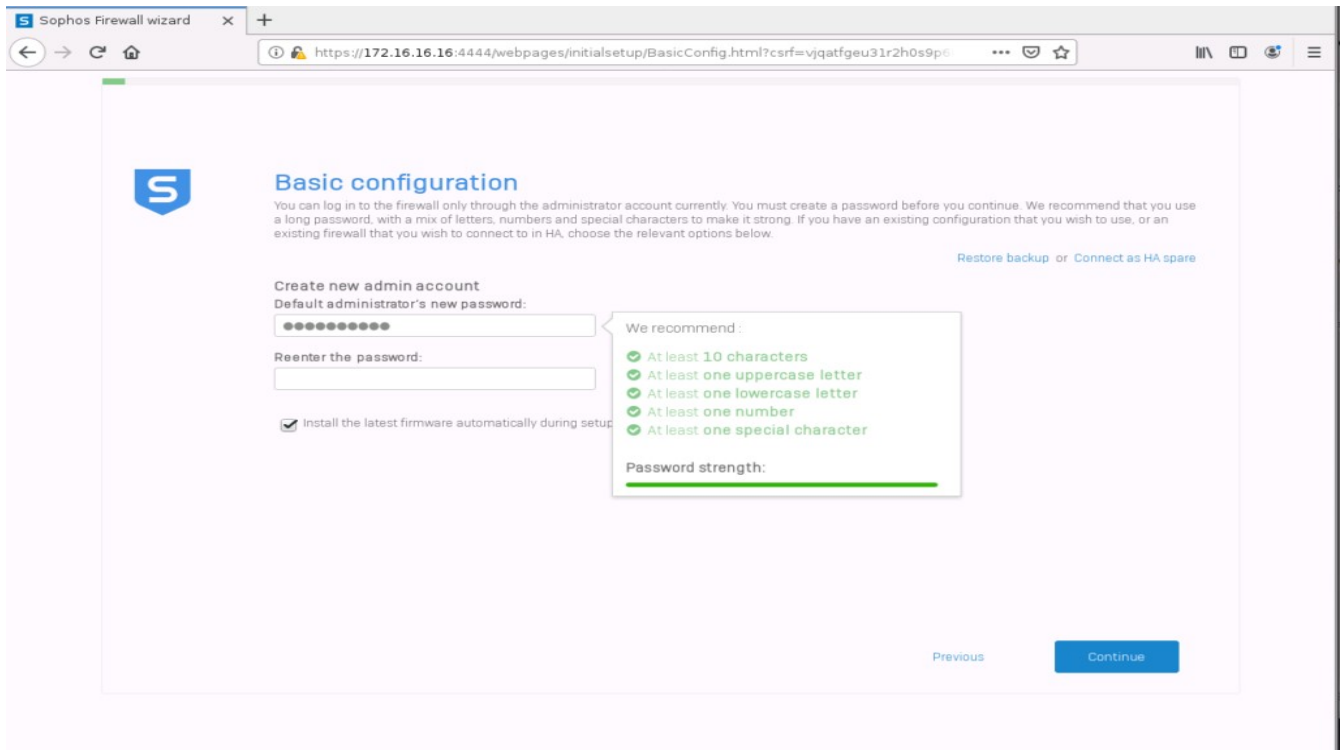 Sophos Firewall wizard
https://172.16.16.16:4444/webpages/initialsetup/BasicConfig.html?csrf=vjqatfgeu31r2h0s9p6
Basic configuration
You can log in to the firewall only through the administrator account currently. You must create a password before you continue. We recommend that you use
a long password, with a mix of letters, numbers and special characters to make it strong. If you have an existing configuration that you wish to use, or an
existing firewall that you wish to connect to in HA, choose the relevant options below.
Restore backup or Connect as HA spare
Create new admin account
Default administrator's new password:
We recommend :
Reenter the password:
At least 10 characters
At least one uppercase letter
At least one lowercase letter
At least one number
Install the latest firmware automatically during setup
At least one special character
Password strength:
Previous
Continue